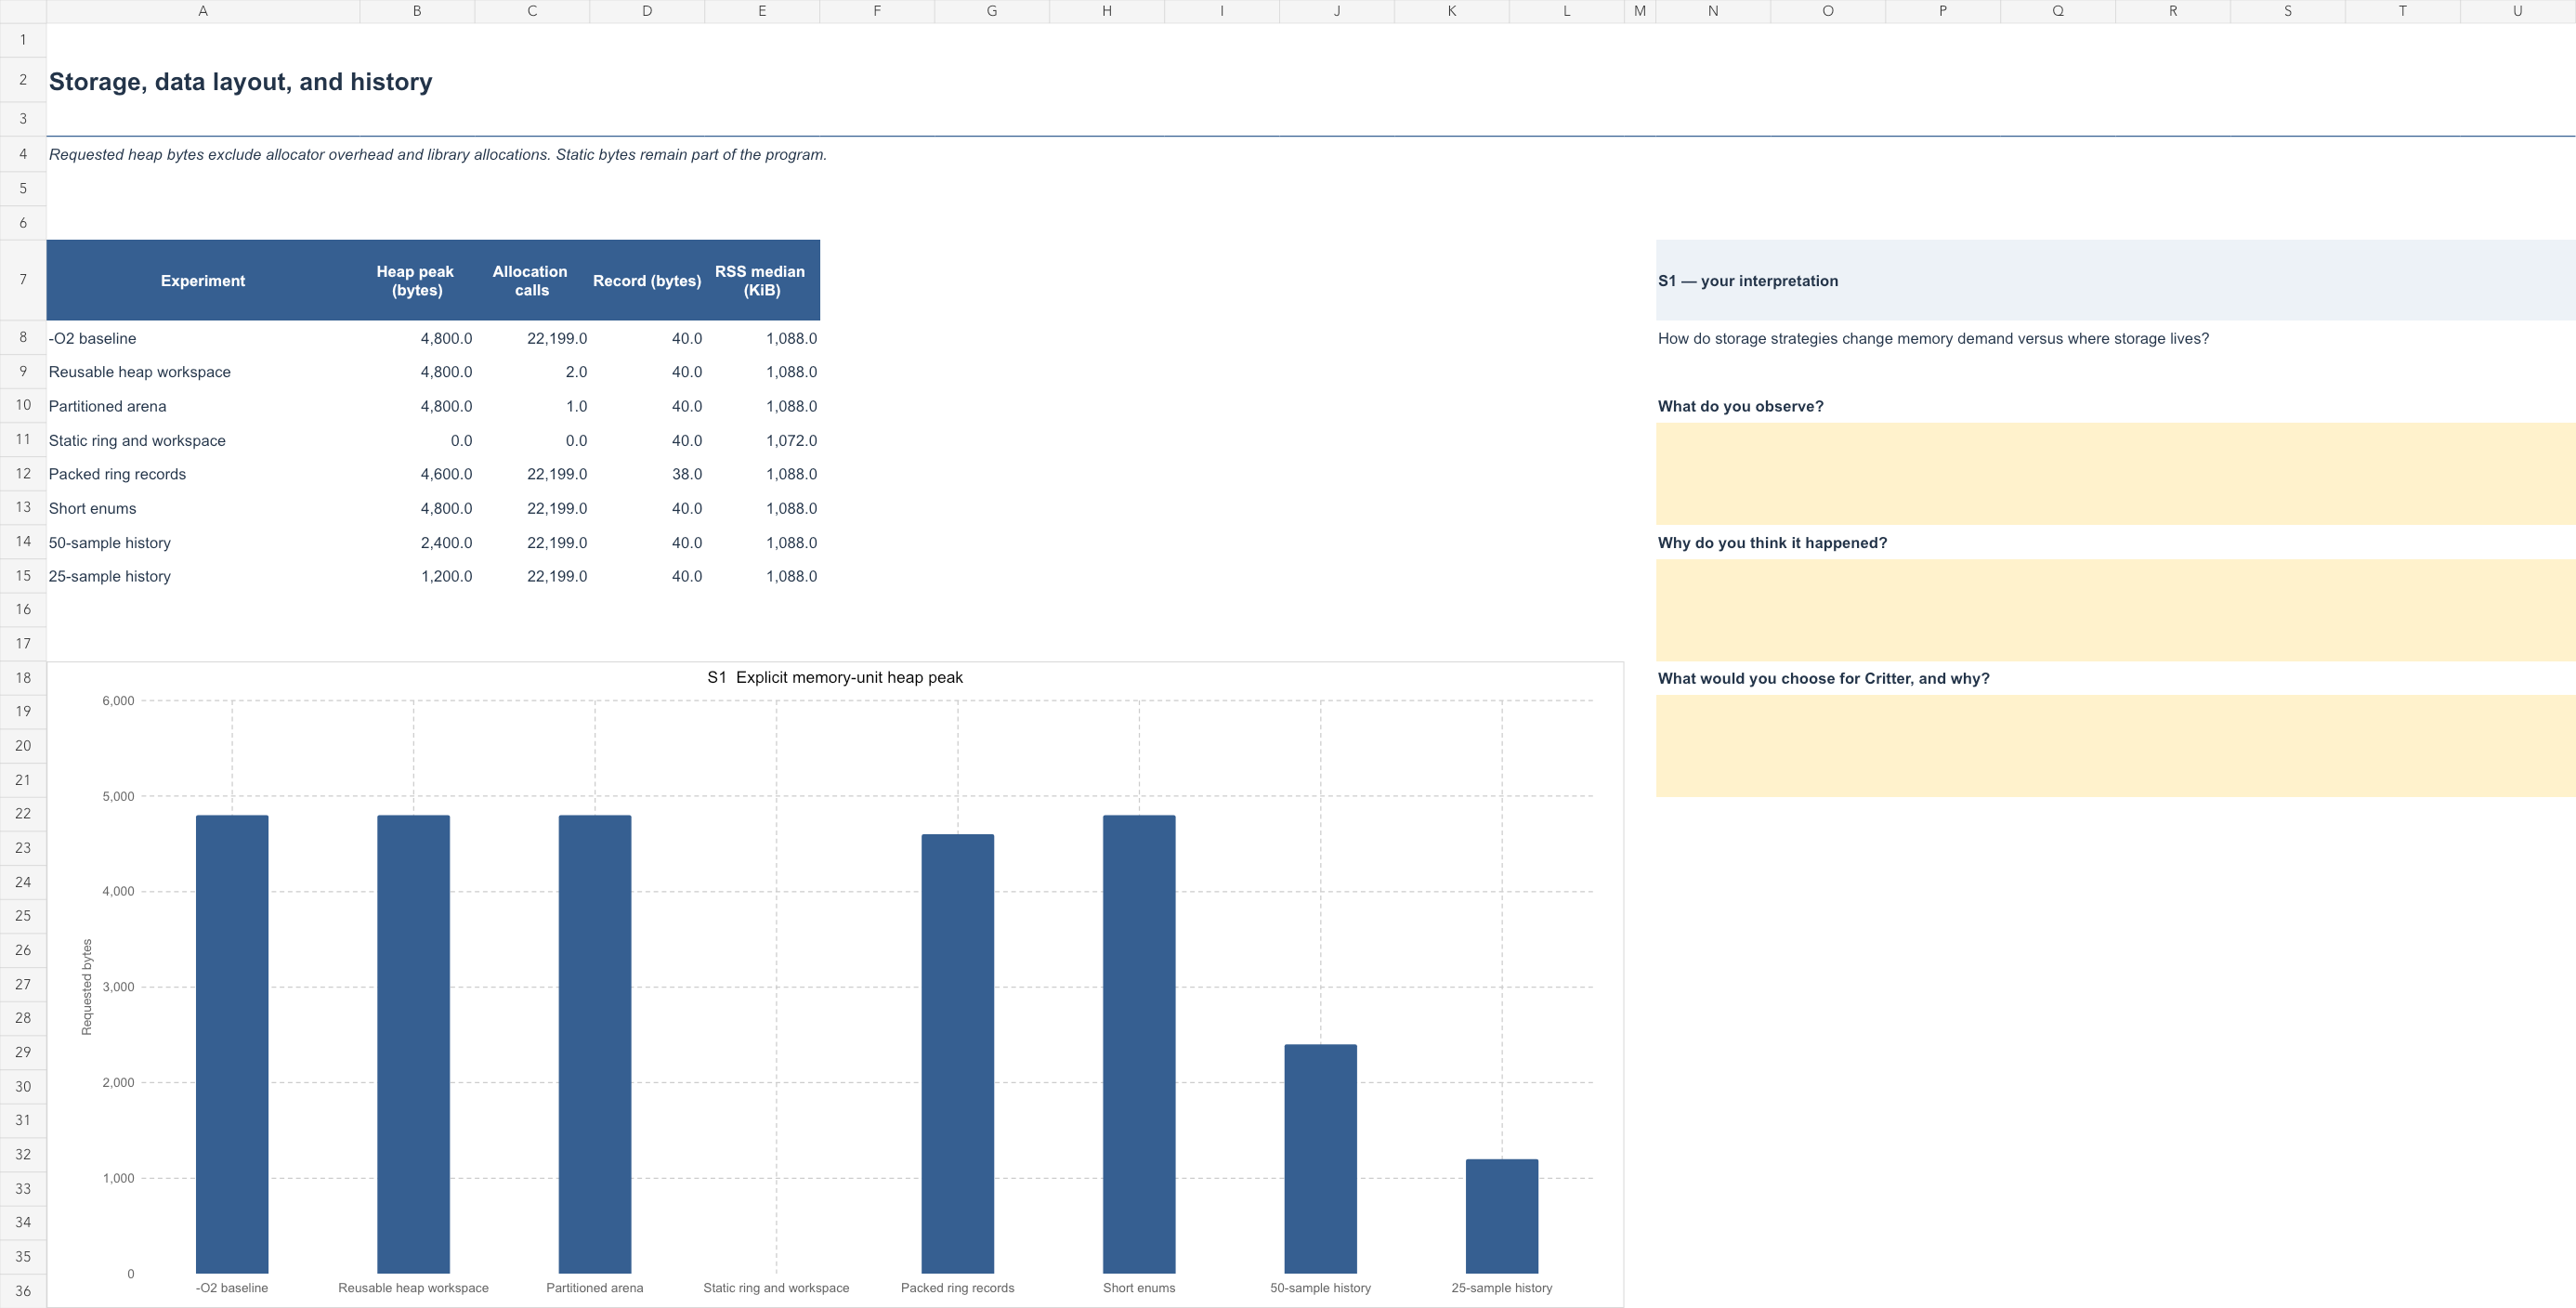 A B C D E F G H I J K L M N O P Q R S T U
1
2 Storage, data layout, and history
3
4 Requested heap bytes exclude allocator overhead and library allocations. Static bytes remain part of the program.
5
6
7 Experiment Heap peak (bytes) Allocation calls Record (bytes) RSS median (KiB) S1 — your interpretation
8 -O2 baseline 4,800.0 22,199.0 40.0 1,088.0 How do storage strategies change memory demand versus where storage lives?
9 Reusable heap workspace 4,800.0 2.0 40.0 1,088.0
10 Partitioned arena 4,800.0 1.0 40.0 1,088.0 What do you observe?
11 Static ring and workspace 0.0 0.0 40.0 1,072.0
12 Packed ring records 4,600.0 22,199.0 38.0 1,088.0
13 Short enums 4,800.0 22,199.0 40.0 1,088.0
14 50-sample history 2,400.0 22,199.0 40.0 1,088.0 Why do you think it happened?
15 25-sample history 1,200.0 22,199.0 40.0 1,088.0
16
17
18 S1 Explicit memory-unit heap peak What would you choose for Critter, and why?
6,000
19
20
21
5,000
22
23
24
4,000
25
26
Requested bytes
27
3,000
28
29
30
2,000
31
32
33
1,000
34
35
0
36 -O2 baseline Reusable heap workspace Partitioned arena Static ring and workspace Packed ring records Short enums 50-sample history 25-sample history